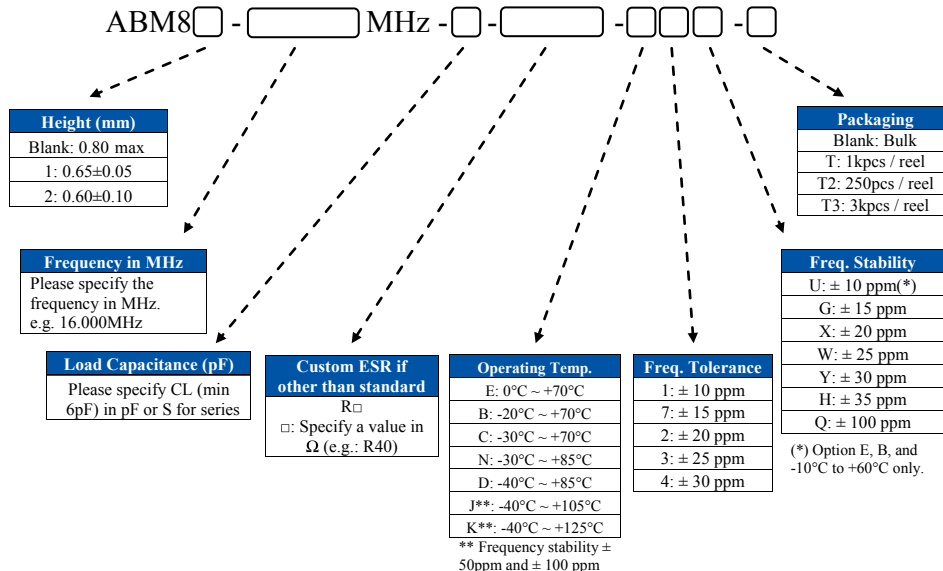 ABM8□ - □ MHz - □ - □ - □□□ - □
Height (mm)
Blank: 0.80 max
1: 0.65±0.05
2: 0.60±0.10
Packaging
Blank: Bulk
T: 1kpcs / reel
T2: 250pcs / reel
T3: 3kpcs / reel
Frequency in MHz
Please specify the
frequency in MHz.
e.g. 16.000MHz
Freq. Stability
U: ± 10 ppm(*)
G: ± 15 ppm
X: ± 20 ppm
W: ± 25 ppm
Y: ± 30 ppm
H: ± 35 ppm
Q: ± 100 ppm
(*) Option E, B, and
-10°C to +60°C only.
Load Capacitance (pF)
Please specify CL (min
6pF) in pF or S for series
Custom ESR if
other than standard
R□
□: Specify a value in
Ω (e.g.: R40)
Operating Temp.
E: 0°C ~ +70°C
B: -20°C ~ +70°C
C: -30°C ~ +70°C
N: -30°C ~ +85°C
D: -40°C ~ +85°C
J**: -40°C ~ +105°C
K**: -40°C ~ +125°C
** Frequency stability ±
50ppm and ± 100 ppm
Freq. Tolerance
1: ± 10 ppm
7: ± 15 ppm
2: ± 20 ppm
3: ± 25 ppm
4: ± 30 ppm